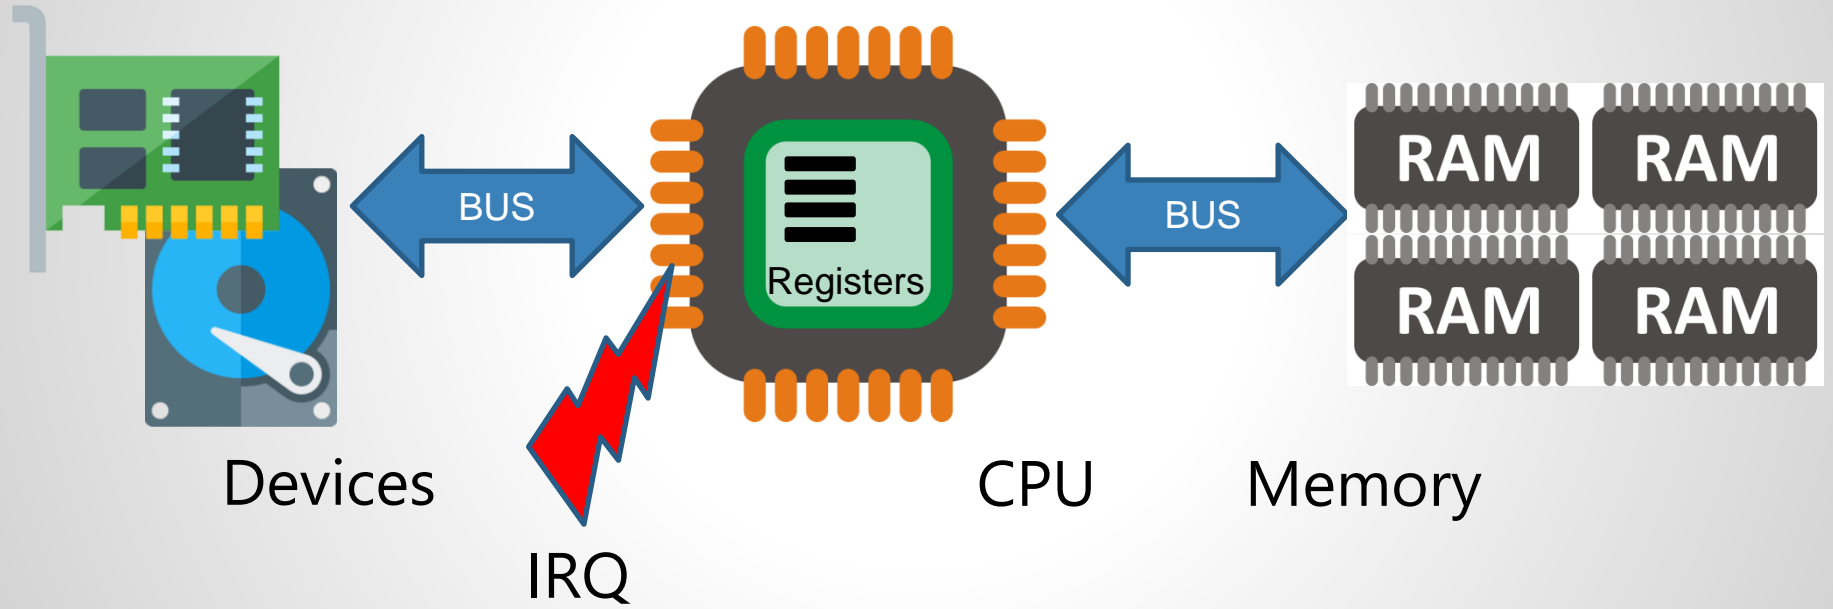 BUS
Registers
BUS
RAM
RAM
RAM
RAM
Devices
CPU
Memory
IRQ